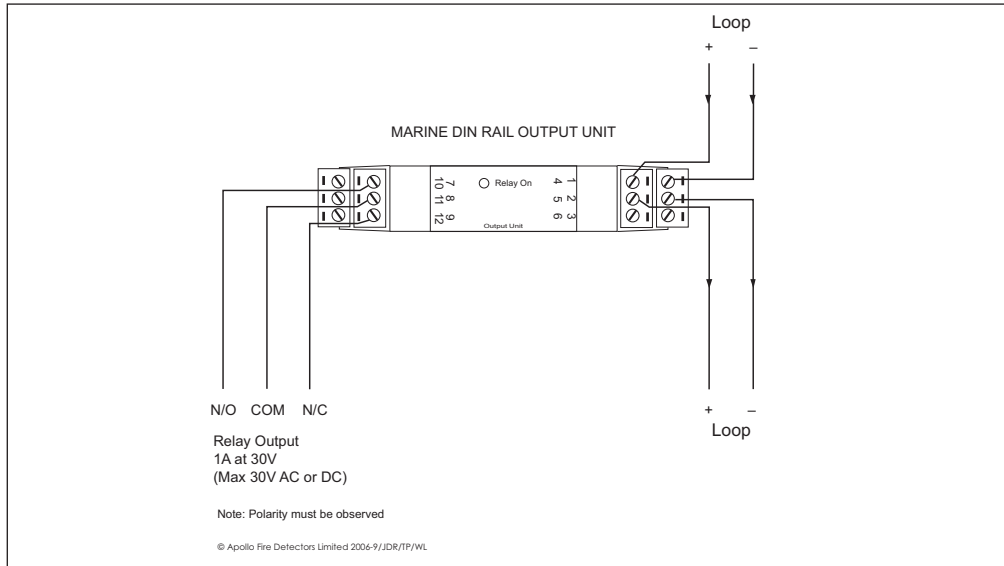 Loop
+ –
MARINE DIN RAIL OUTPUT UNIT
10 7
11 8
12 9
Relay On
Output Unit
4 1
5 2
6 3
N/O COM N/C
+ –
Loop
Relay Output
1A at 30V
(Max 30V AC or DC)
Note: Polarity must be observed
© Apollo Fire Detectors Limited 2006-9/JDR/TP/WL